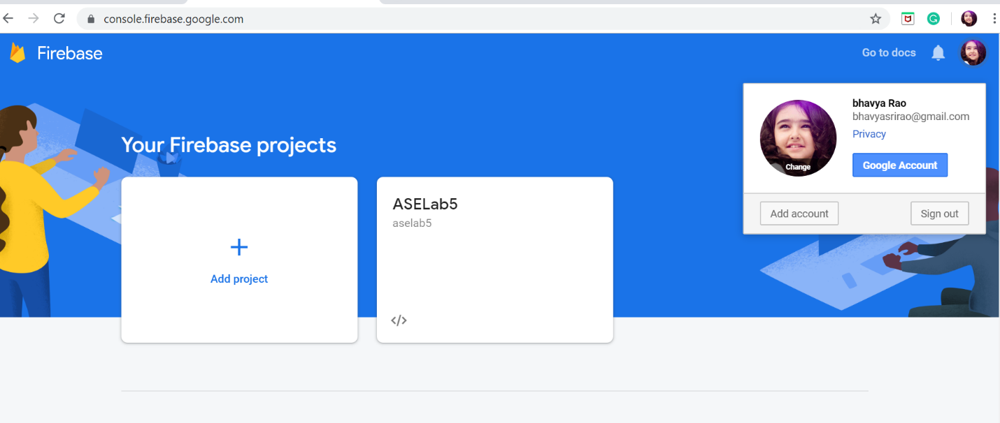 console.firebase.google.com
Firebase
Go to docs
bhavya Rao
bhavyasrirao@gmail.com
Privacy
Change
Google Account
Add account
Sign out
Your Firebase projects
+
Add project
ASELab5
aselab5
</>